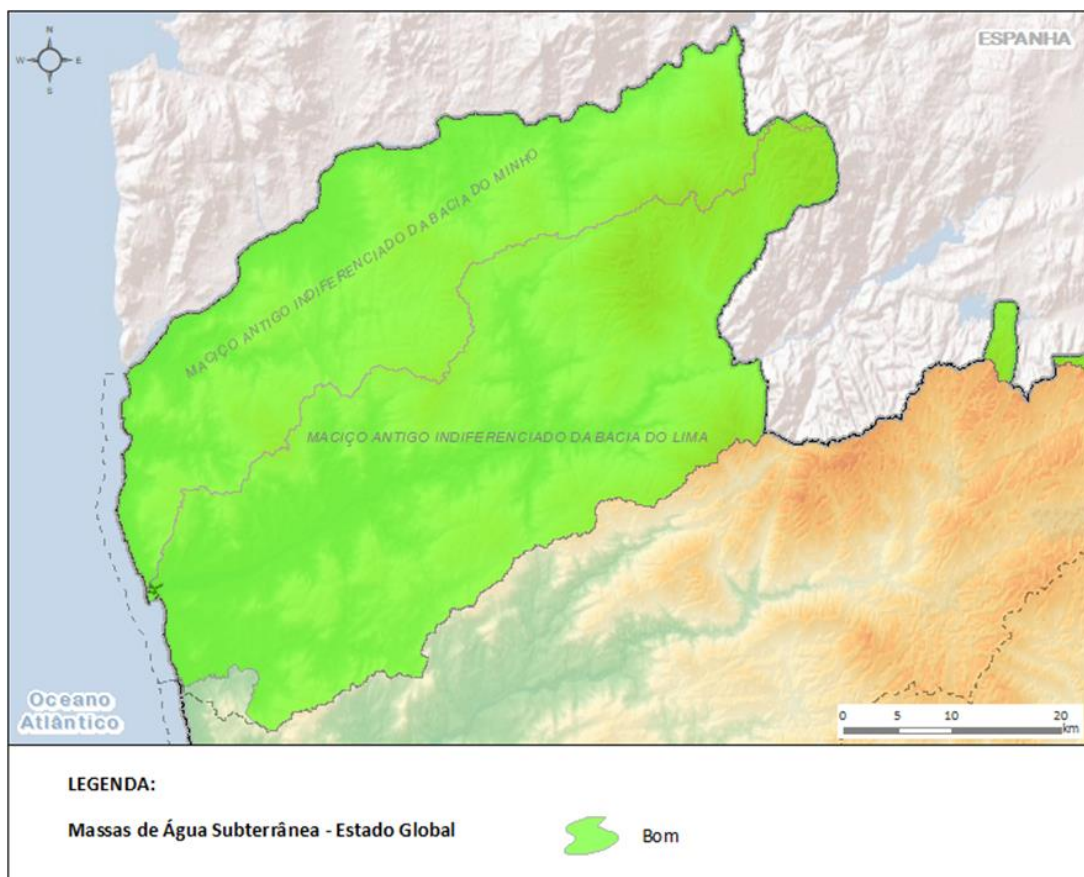 N
W E
S
ESPANHA
MACIÇO ANTIGO INDIFERENCIADO DA BACIA DO MINHO
MACIÇO ANTIGO INDIFERENCIADO DA BACIA DO LIMA
Oceano
Atlântico
0 5 10 20
km
LEGENDA:
Massas de Água Subterrânea - Estado Global
Bom